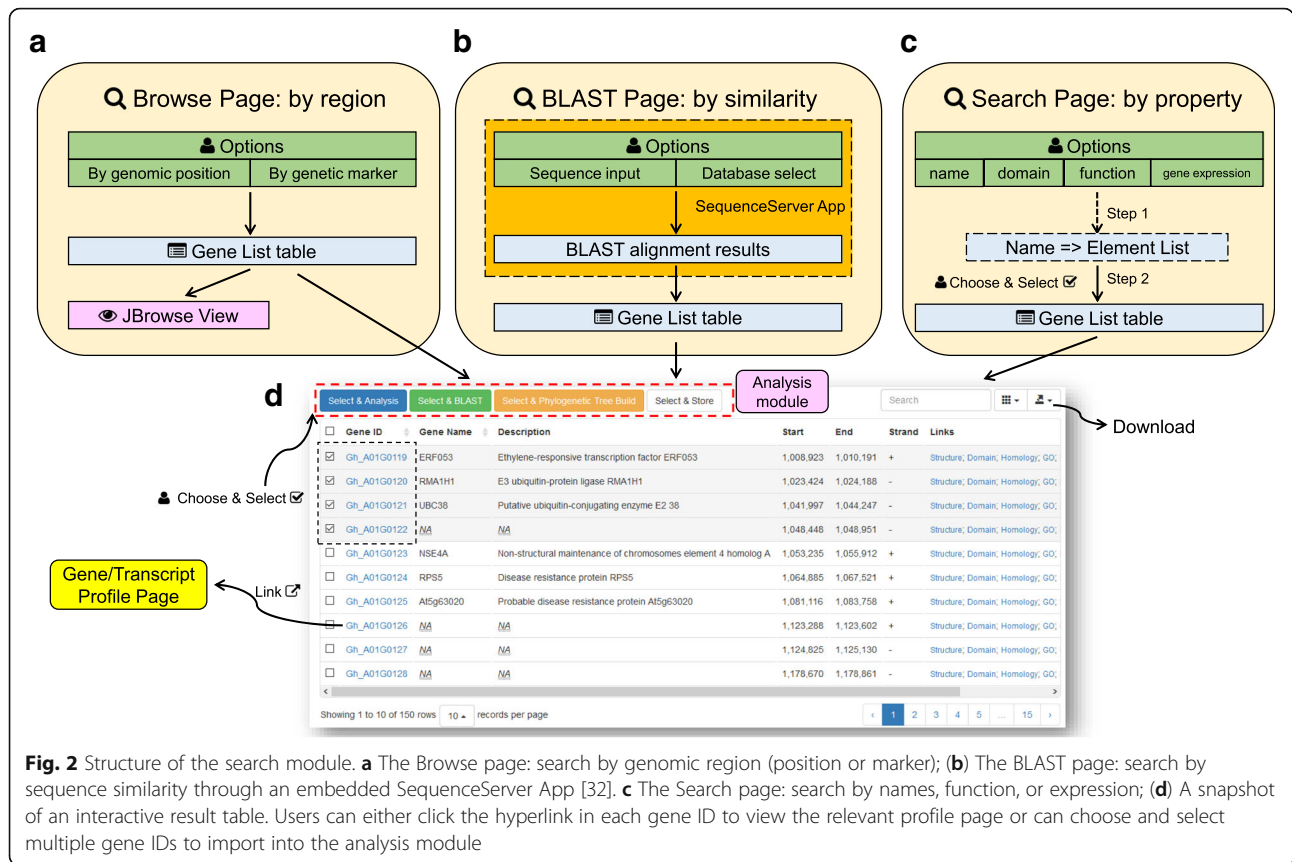 a
Browse Page: by region
Options
By genomic position By genetic marker
Gene List table
JBrowse View
b
BLAST Page: by similarity
Options
Sequence input Database select
SequenceServer App
BLAST alignment results
Gene List table
c
Search Page: by property
Options
name domain function gene expression
Step 1
Name => Element List
Choose & Select
Step 2
Gene List table
d
Select & Analysis Select & BLAST Select & Phylogenetic Tree Build Select & Store
Analysis
module
Search
Download
Gene ID Gene Name Description Start End Strand Links
Gh_A01G0119 ERF053 Ethylene-responsive transcription factor ERF053 1,008,923 1,010,191 + Structure; Domain; Homology; GO;
Gh_A01G0120 RMA1H1 E3 ubiquitin-protein ligase RMA1H1 1,023,424 1,024,188 - Structure; Domain; Homology; GO;
Gh_A01G0121 UBC38 Putative ubiquitin-conjugating enzyme E2 38 1,041,997 1,044,247 - Structure; Domain; Homology; GO;
Gh_A01G0122 NA NA 1,048,448 1,048,951 - Structure; Domain; Homology; GO;
Gh_A01G0123 NSE4A Non-structural maintenance of chromosomes element 4 homolog A 1,053,235 1,055,912 + Structure; Domain; Homology; GO;
Gh_A01G0124 RPS5 Disease resistance protein RPS5 1,064,885 1,067,521 + Structure; Domain; Homology; GO;
Gh_A01G0125 At5g63020 Probable disease resistance protein At5g63020 1,081,116 1,083,758 + Structure; Domain; Homology; GO;
Gh_A01G0126 NA NA 1,123,288 1,123,602 + Structure; Domain; Homology; GO;
Gh_A01G0127 NA NA 1,124,825 1,125,130 - Structure; Domain; Homology; GO;
Gh_A01G0128 NA NA 1,178,670 1,178,861 - Structure; Domain; Homology; GO;
Choose & Select
Gene/Transcript
Profile Page
Link
Showing 1 to 10 of 150 rows 10 records per page ‹ 1 2 3 4 5 ... 15 ›
Fig. 2 Structure of the search module. a The Browse page: search by genomic region (position or marker); (b) The BLAST page: search by
sequence similarity through an embedded SequenceServer App [32]. c The Search page: search by names, function, or expression; (d) A snapshot
of an interactive result table. Users can either click the hyperlink in each gene ID to view the relevant profile page or can choose and select
multiple gene IDs to import into the analysis module